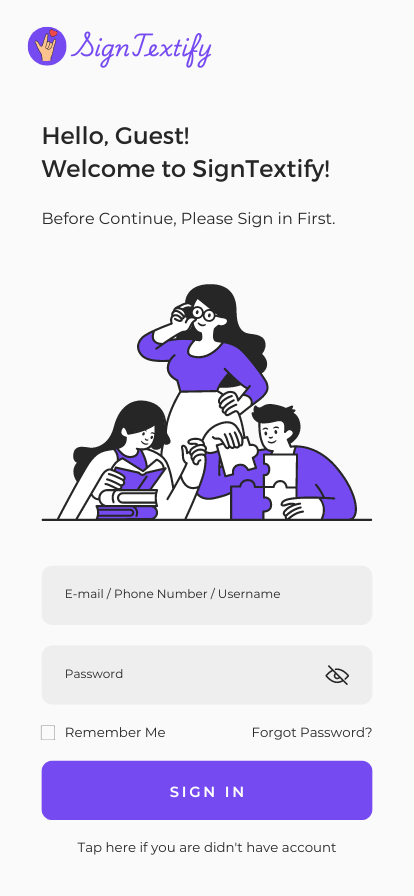 SignTextify
Hello, Guest!
Welcome to SignTextify!
Before Continue, Please Sign in First.
E-mail / Phone Number / Username
Password
Remember Me
Forgot Password?
SIGN IN
Tap here if you are didn't have account